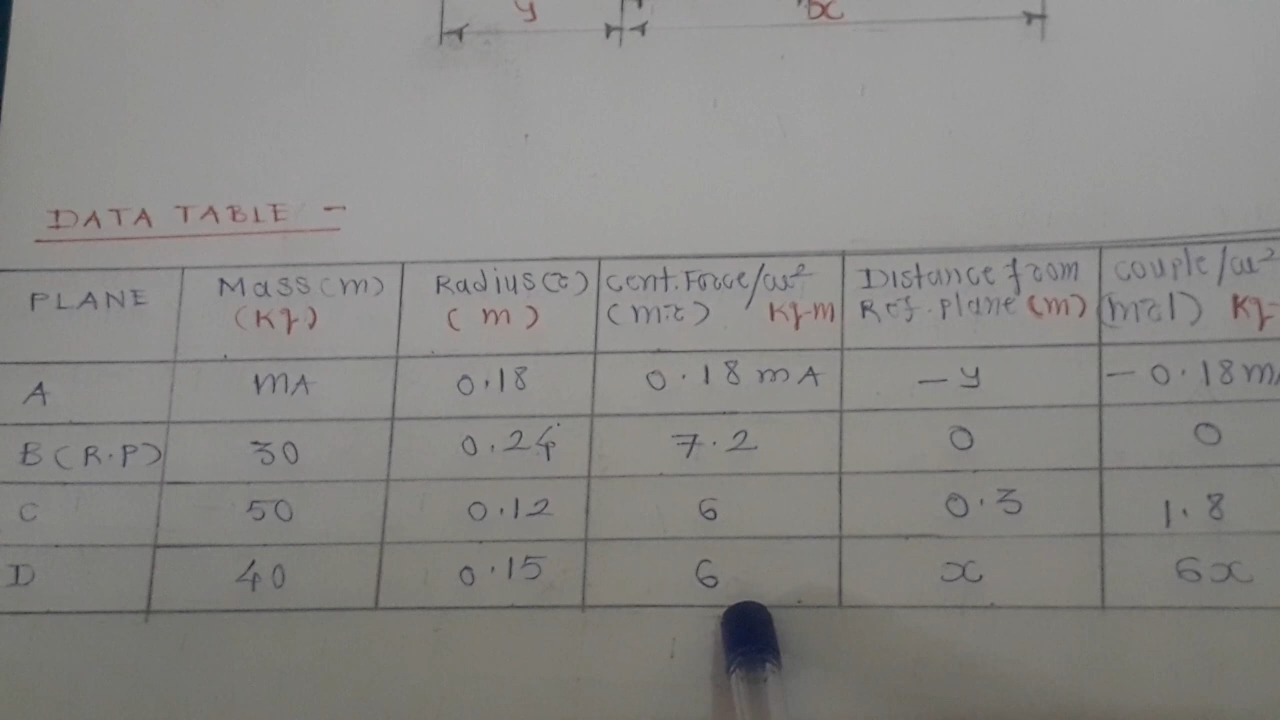 y x
DATA TABLE -
PLANE Mass (m) (Kg) Radius (r) (m) Cent. Force/ω² (mr) Kg-m Distance from Ref. plane (m) Couple/ω² (mrl) Kg-
A mA 0.18 0.18 mA -y -0.18 m
B (R.P) 30 0.24 7.2 0 0
C 50 0.12 6 0.3 1.8
D 40 0.15 6 x 6x